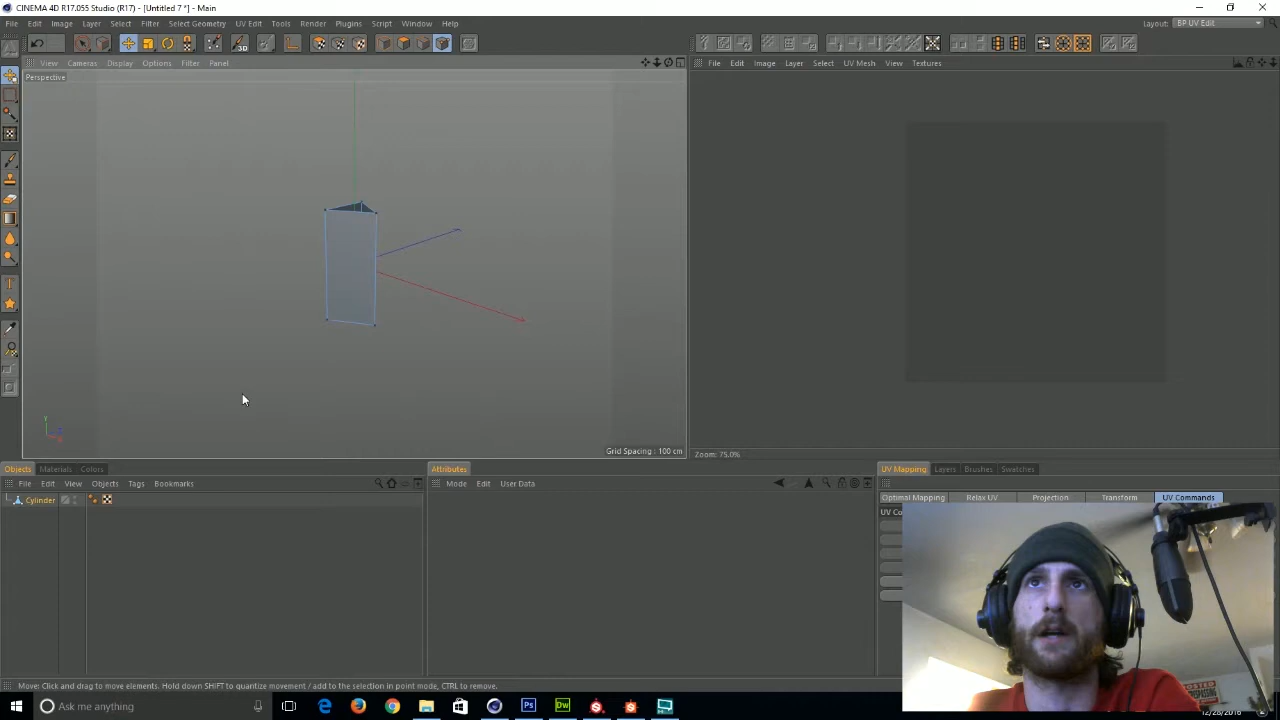 CINEMA 4D R17.055 Studio (R17) - [Untitled 7 *] - Main
File Edit Image Layer Select Filter Select Geometry UV Edit Tools Render Plugins Script Window Help
Layout: BP UV Edit
View Cameras Display Options Filter Panel
File Edit Image Layer Select UV Mesh View Textures
Perspective
Grid Spacing : 100 cm
Zoom: 75.0%
Objects Materials Colors
Attributes
UV Mapping Layers Brushes Swatches
File Edit View Objects Tags Bookmarks
Mode Edit User Data
Optimal Mapping Relax UV Projection Transform UV Commands
Cylinder
UV Co
POSTED
Move: Click and drag to move elements. Hold down SHIFT to quantize movement / add to the selection in point mode, CTRL to remove.
Ask me anything
12/28/2016